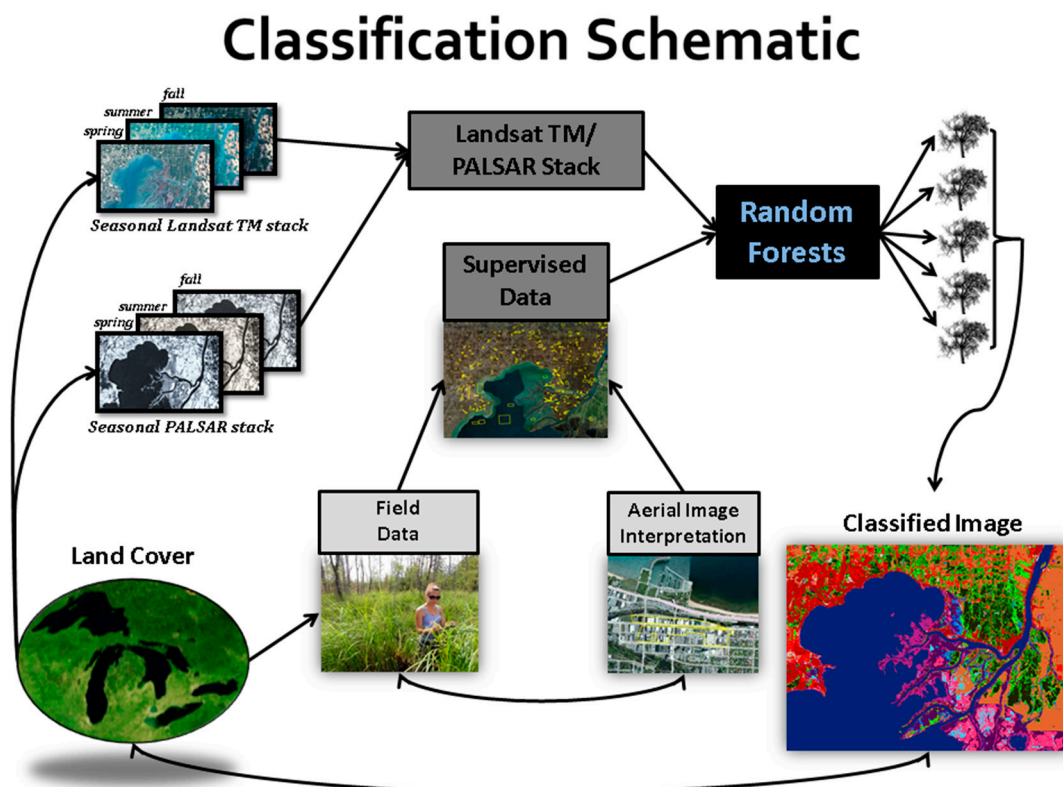 Classification Schematic
fall
summer
spring
Seasonal Landsat TM stack
Landsat TM/
PALSAR Stack
Random
Forests
Supervised
Data
fall
summer
spring
Seasonal PALSAR stack
Field
Data
Aerial Image
Interpretation
Classified Image
Land Cover